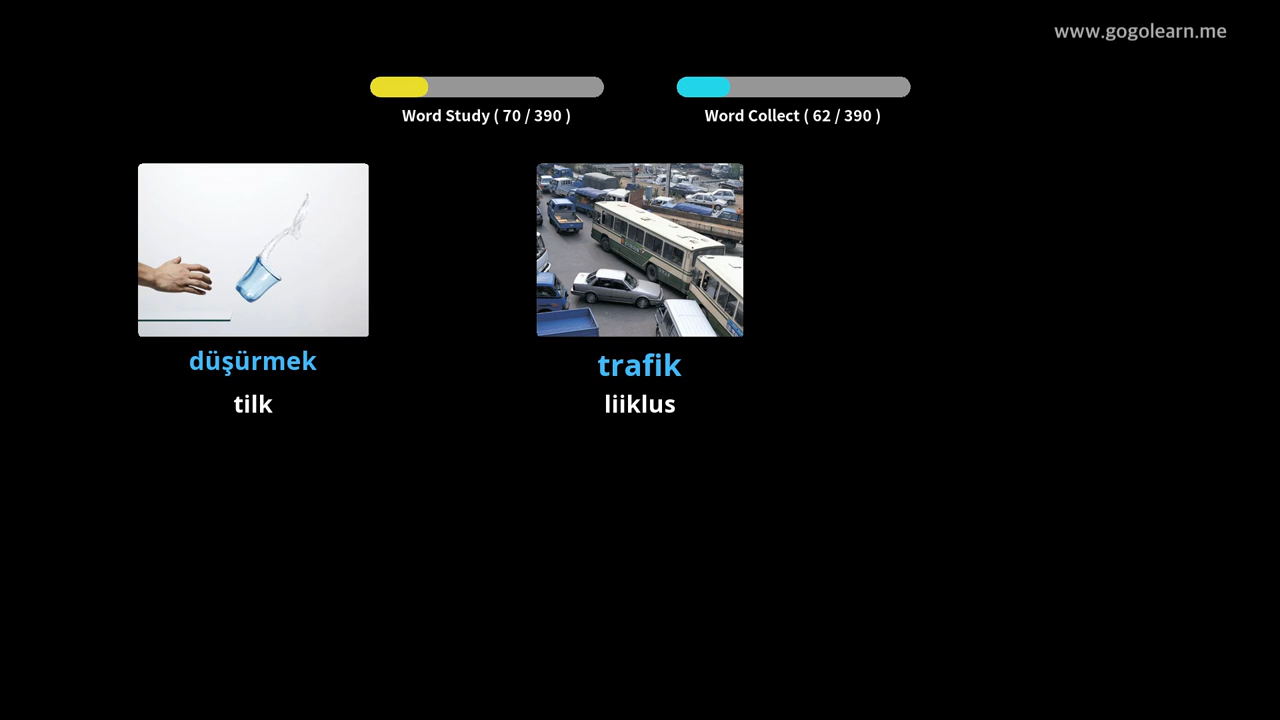 www.gogolearn.me
Word Study ( 70 / 390 )
Word Collect ( 62 / 390 )
düşürmek
tilk
trafik
liiklus